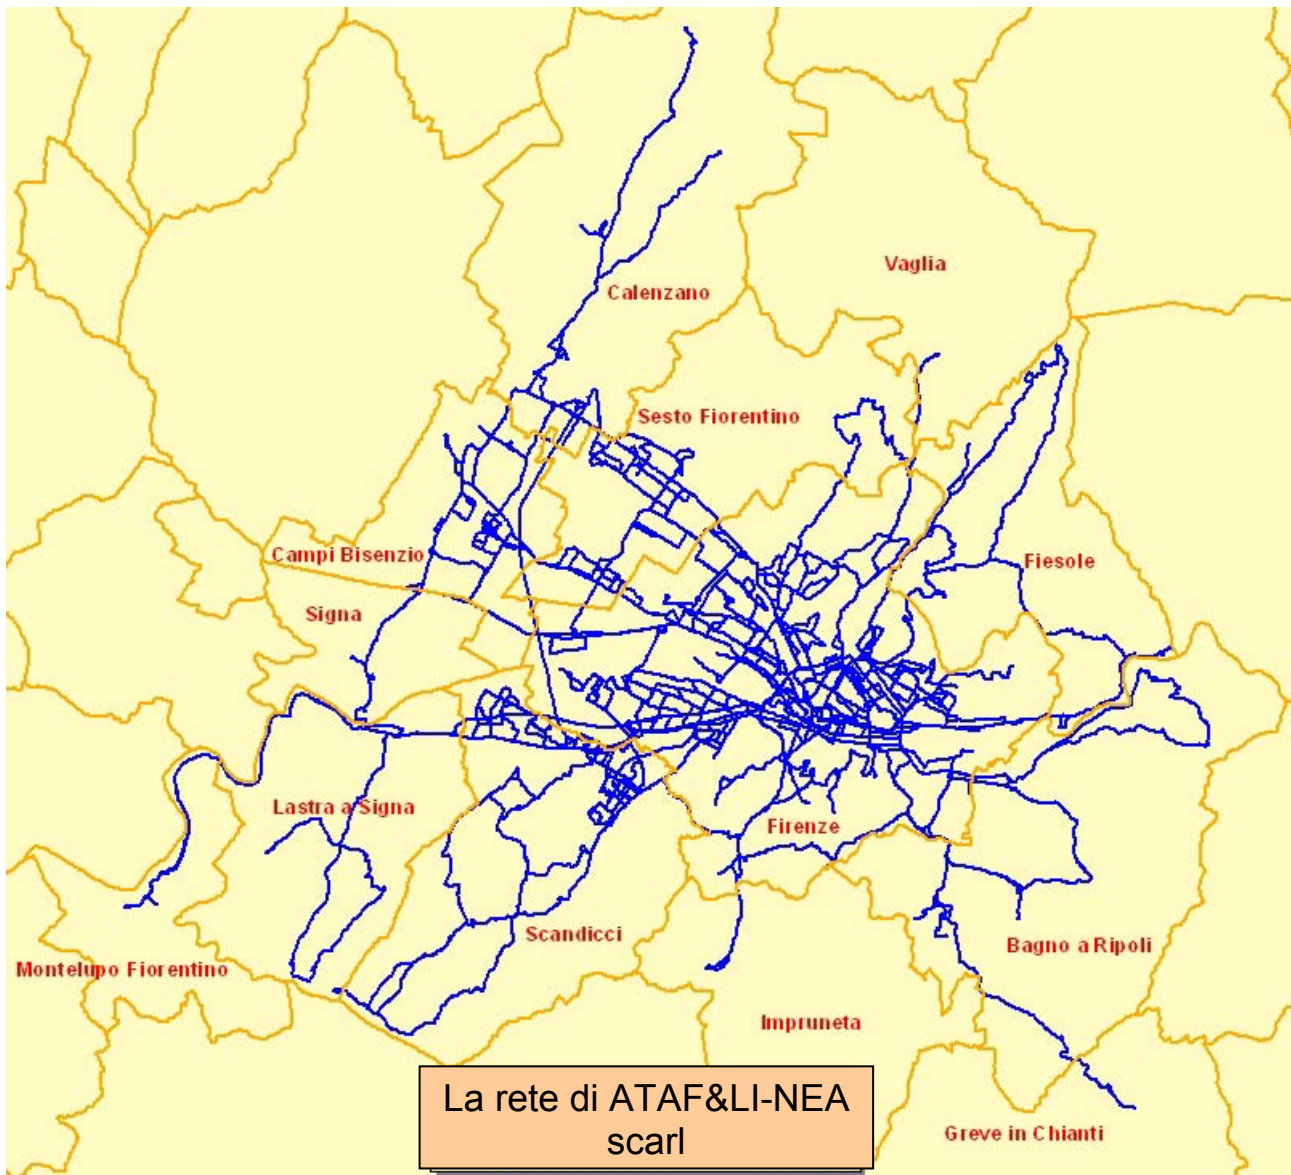 Vaglia
Calenzano
Sesto Fiorentino
Campi Bisenzio
Fiesole
Signa
Lastra a Signa
Firenze
Scandicci
Bagno a Ripoli
Montelupo Fiorentino
Impruneta
La rete di ATAF&LI-NEA
scarl
Greve in Chianti